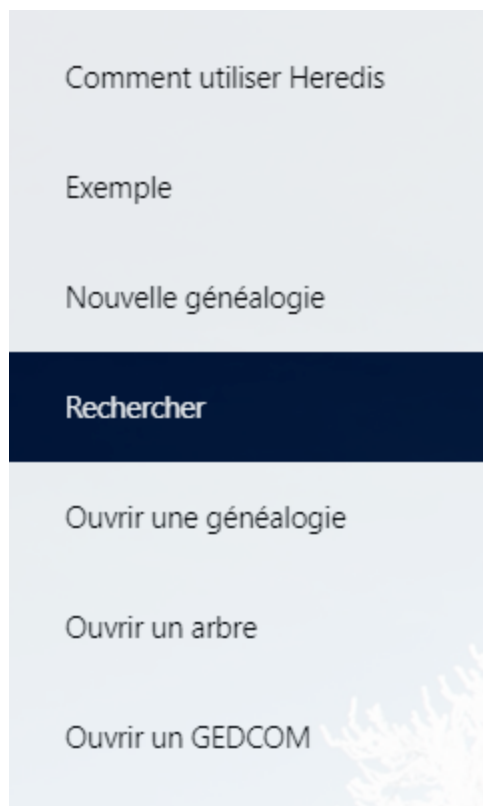 Comment utiliser Heredis
Exemple
Nouvelle généalogie
Rechercher
Ouvrir une généalogie
Ouvrir un arbre
Ouvrir un GEDCOM